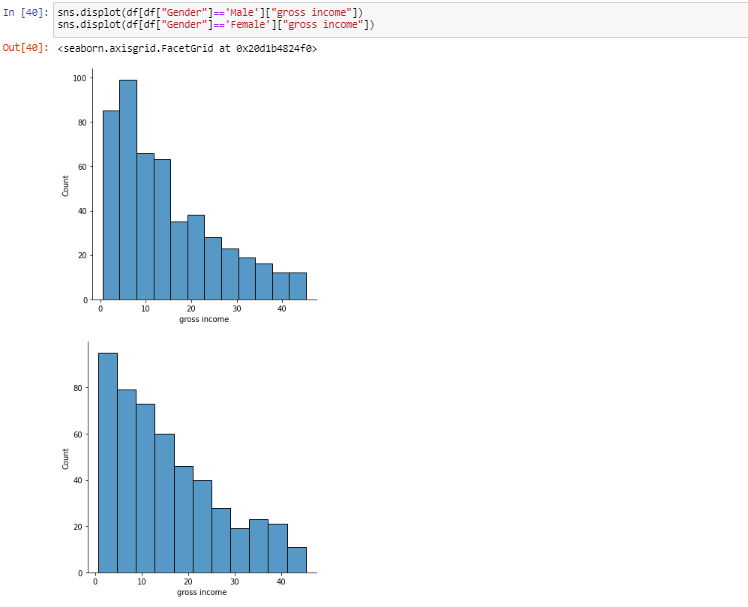 In [40]: sns.displot(df[df["Gender"]=='Male']["gross income"])
sns.displot(df[df["Gender"]=='Female']["gross income"])
Out[40]: <seaborn.axisgrid.FacetGrid at 0x20d1b4824f0>
100
80
60
40
20
0
Count
0 10 20 30 40
gross income
80
60
40
20
0
Count
0 10 20 30 40
gross income